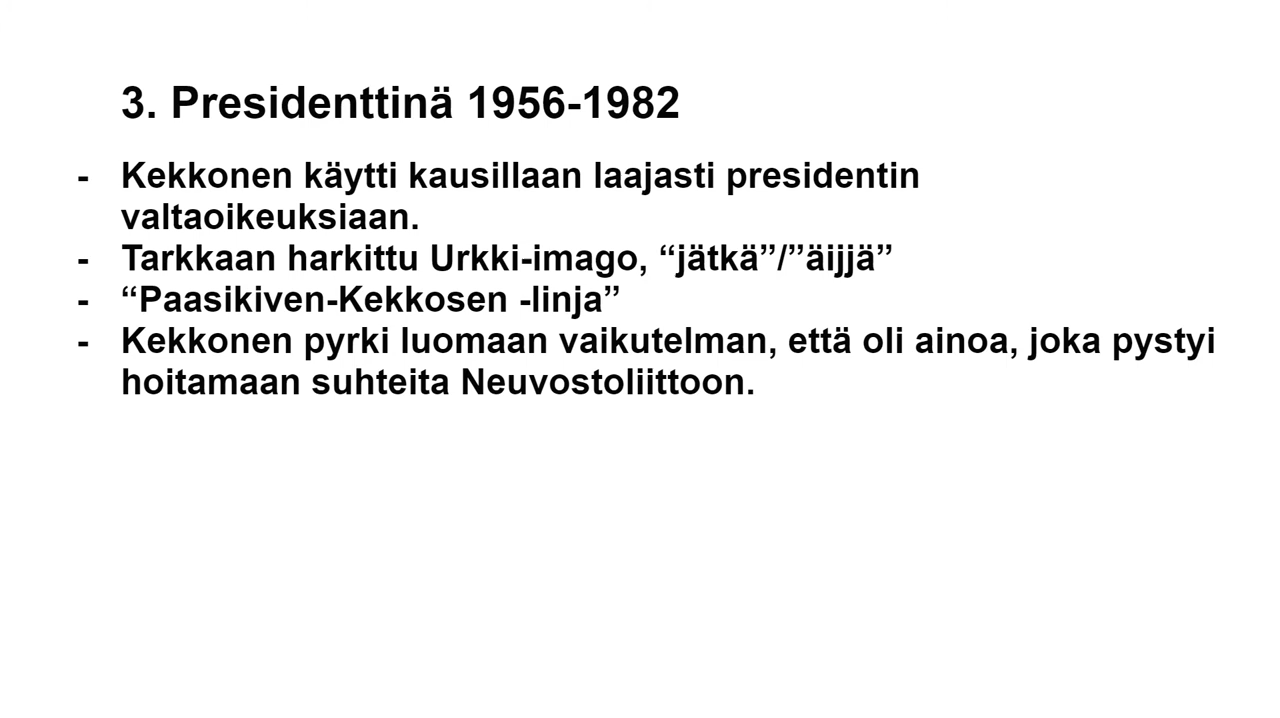 3. Presidenttinä 1956-1982
- Kekkonen käytti kausillaan laajasti presidentin
valtaoikeuksiaan.
- Tarkkaan harkittu Urkki-imago, “jätkä”/”äijjä”
- “Paasikiven-Kekkosen -linja”
- Kekkonen pyrki luomaan vaikutelman, että oli ainoa, joka pystyi
hoitamaan suhteita Neuvostoliittoon.